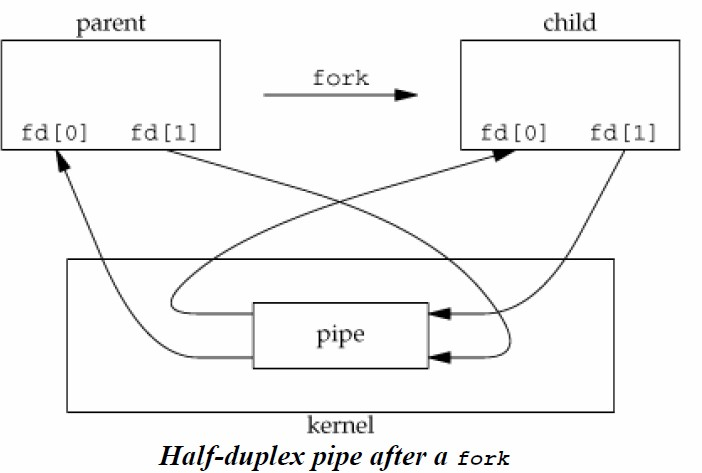 parent
child
fork
fd[0]
fd[1]
fd[0]
fd[1]
pipe
kernel
Half-duplex pipe after a fork